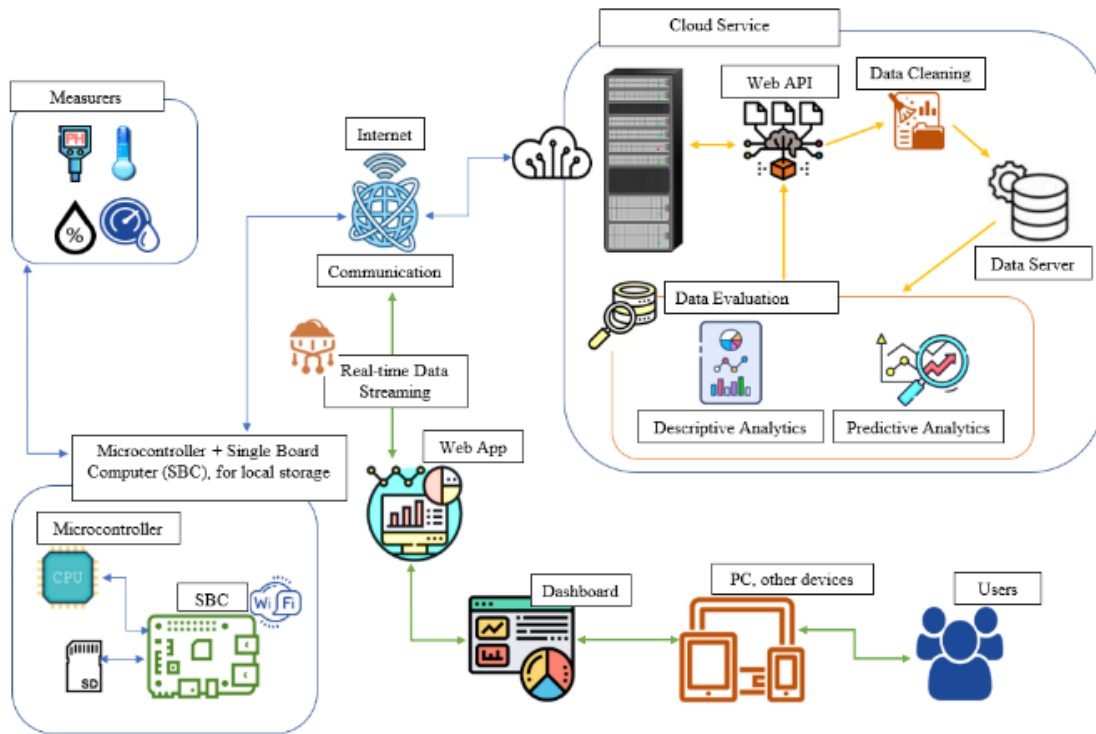 Cloud Service
Measurers
PH
%
Internet
Web API
Data Cleaning
Communication
Data Server
Data Evaluation
Real-time Data
Streaming
Descriptive Analytics
Predictive Analytics
Microcontroller + Single Board
Computer (SBC), for local storage
Web App
Microcontroller
CPU
SBC
WiFi
SD
Dashboard
PC, other devices
Users